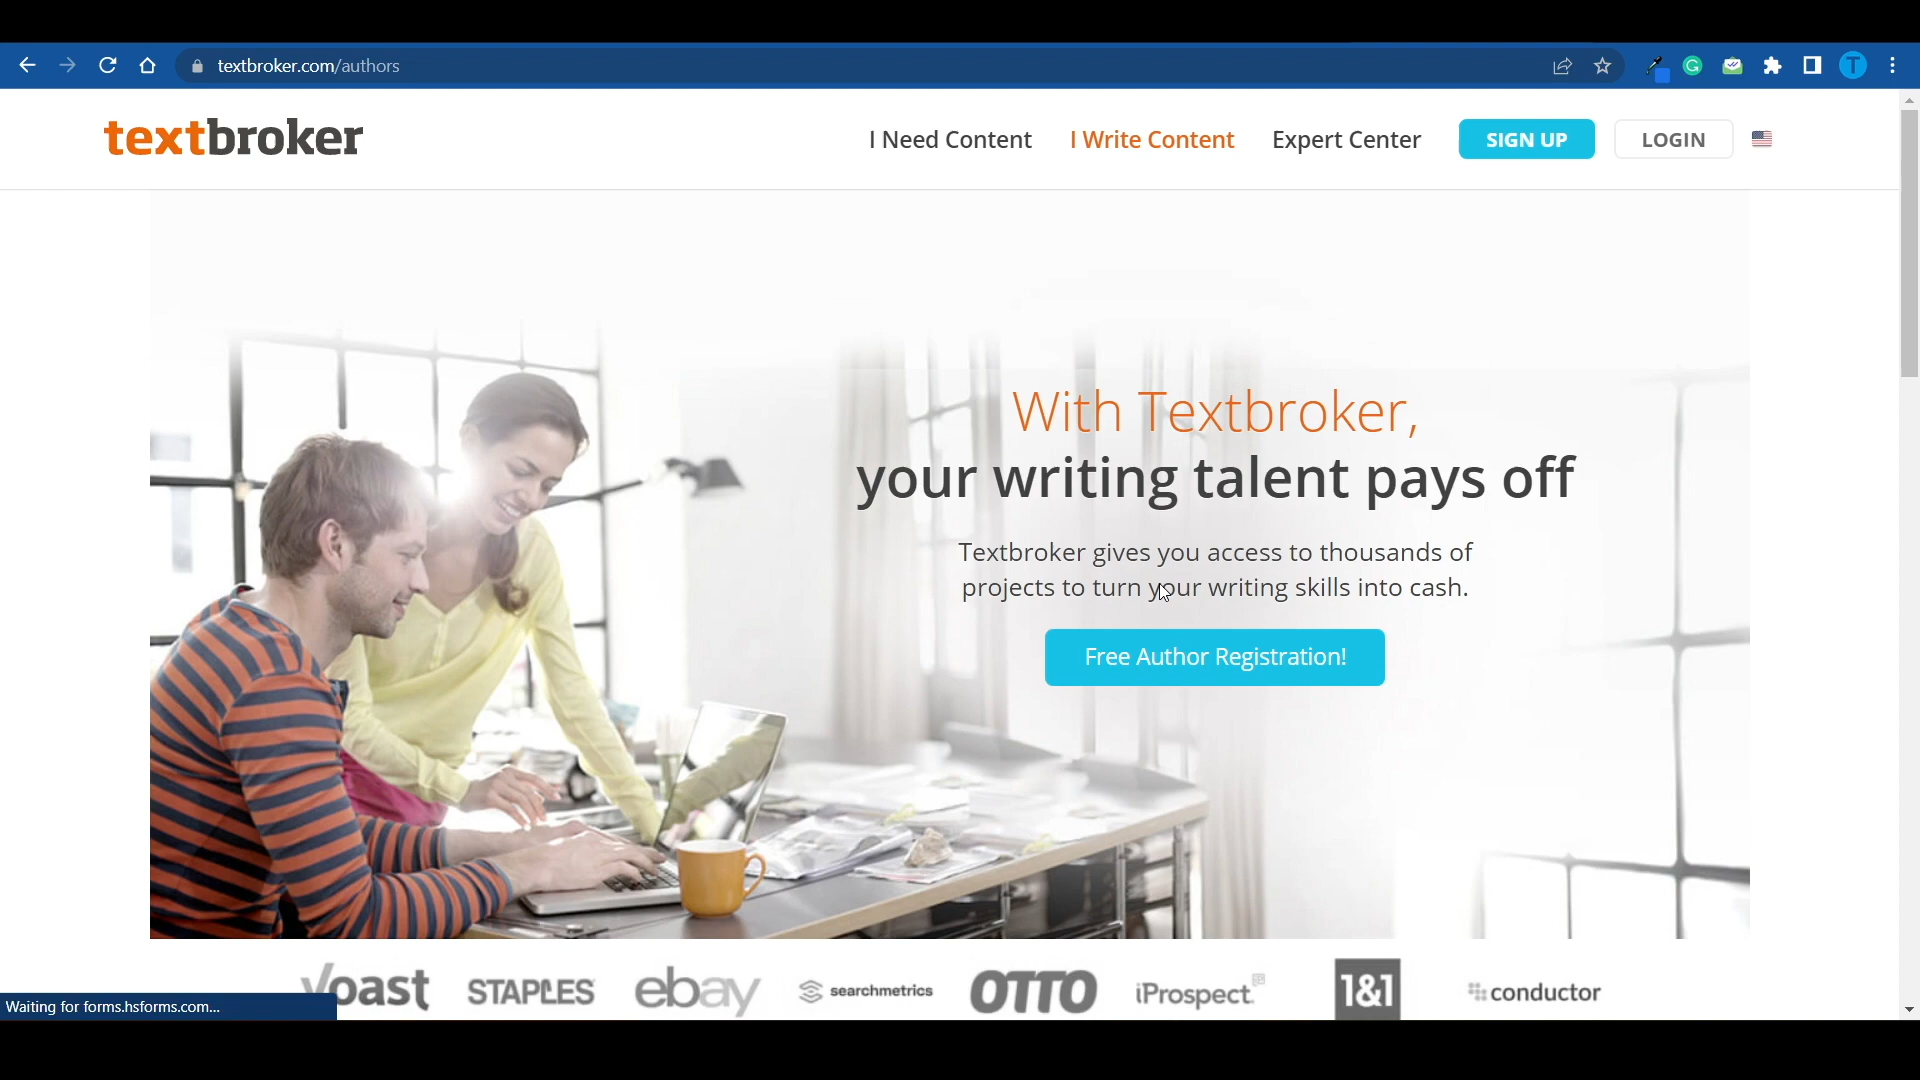 textbroker.com/authors
T
textbroker
I Need Content
I Write Content
Expert Center
SIGN UP
LOGIN
With Textbroker,
your writing talent pays off
Textbroker gives you access to thousands of
projects to turn your writing skills into cash.
Free Author Registration!
Yoast
STAPLES
ebay
searchmetrics
OTTO
iProspect.
1&1
conductor
Waiting for forms.hsforms.com...